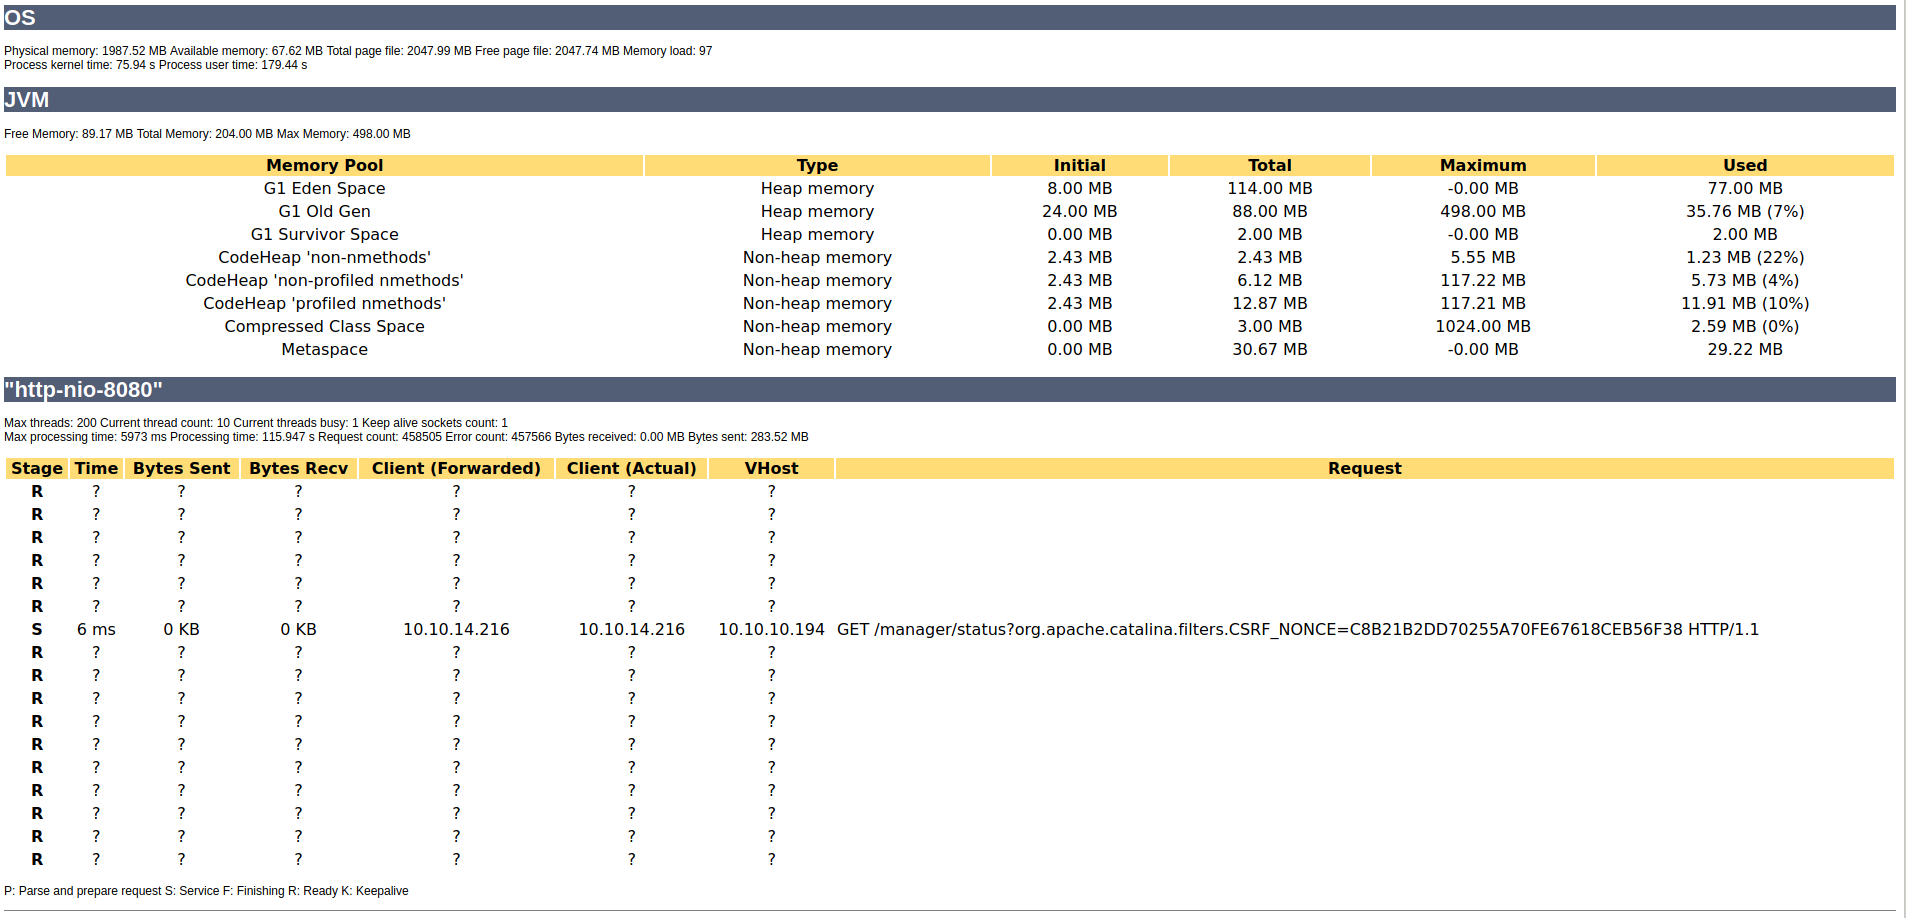 OS
Physical memory: 1987.52 MB Available memory: 67.62 MB Total page file: 2047.99 MB Free page file: 2047.74 MB Memory load: 97
Process kernel time: 75.94 s Process user time: 179.44 s
JVM
Free Memory: 89.17 MB Total Memory: 204.00 MB Max Memory: 498.00 MB
Memory Pool Type Initial Total Maximum Used
G1 Eden Space Heap memory 8.00 MB 114.00 MB -0.00 MB 77.00 MB
G1 Old Gen Heap memory 24.00 MB 88.00 MB 498.00 MB 35.76 MB (7%)
G1 Survivor Space Heap memory 0.00 MB 2.00 MB -0.00 MB 2.00 MB
CodeHeap 'non-nmethods' Non-heap memory 2.43 MB 2.43 MB 5.55 MB 1.23 MB (22%)
CodeHeap 'non-profiled nmethods' Non-heap memory 2.43 MB 6.12 MB 117.22 MB 5.73 MB (4%)
CodeHeap 'profiled nmethods' Non-heap memory 2.43 MB 12.87 MB 117.21 MB 11.91 MB (10%)
Compressed Class Space Non-heap memory 0.00 MB 3.00 MB 1024.00 MB 2.59 MB (0%)
Metaspace Non-heap memory 0.00 MB 30.67 MB -0.00 MB 29.22 MB
"http-nio-8080"
Max threads: 200 Current thread count: 10 Current threads busy: 1 Keep alive sockets count: 1
Max processing time: 5973 ms Processing time: 115.947 s Request count: 458505 Error count: 457566 Bytes received: 0.00 MB Bytes sent: 283.52 MB
Stage Time Bytes Sent Bytes Recv Client (Forwarded) Client (Actual) VHost Request
R ? ? ? ? ? ?
R ? ? ? ? ? ?
R ? ? ? ? ? ?
R ? ? ? ? ? ?
R ? ? ? ? ? ?
R ? ? ? ? ? ?
S 6 ms 0 KB 0 KB 10.10.14.216 10.10.14.216 10.10.10.194 GET /manager/status?org.apache.catalina.filters.CSRF_NONCE=C8B21B2DD70255A70FE67618CEB56F38 HTTP/1.1
R ? ? ? ? ? ?
R ? ? ? ? ? ?
R ? ? ? ? ? ?
R ? ? ? ? ? ?
R ? ? ? ? ? ?
R ? ? ? ? ? ?
R ? ? ? ? ? ?
R ? ? ? ? ? ?
R ? ? ? ? ? ?
R ? ? ? ? ? ?
P: Parse and prepare request S: Service F: Finishing R: Ready K: Keepalive